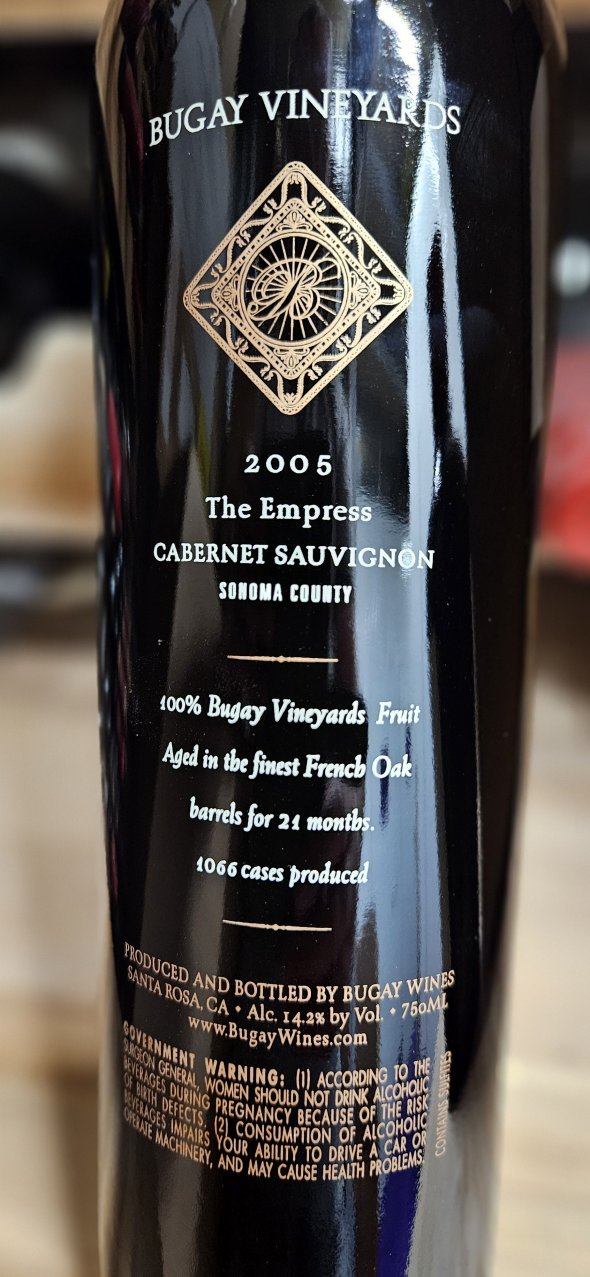 BUGAY VINEYARDS
B
2005
The Empress
CABERNET SAUVIGNON
SONOMA COUNTY
100% Bugay Vineyards Fruit
Aged in the finest French Oak
barrels for 21 months.
1066 cases produced
PRODUCED AND BOTTLED BY BUGAY WINES
SANTA ROSA, CA • Alc. 14.2% by Vol. • 750ML
www.BugayWines.com
GOVERNMENT WARNING: (1) ACCORDING TO THE
SURGEON GENERAL, WOMEN SHOULD NOT DRINK ALCOHOLIC
BEVERAGES DURING PREGNANCY BECAUSE OF THE RISK
OF BIRTH DEFECTS. (2) CONSUMPTION OF ALCOHOLIC
BEVERAGES IMPAIRS YOUR ABILITY TO DRIVE A CAR OR
OPERATE MACHINERY, AND MAY CAUSE HEALTH PROBLEMS.
CONTAINS SULFITES